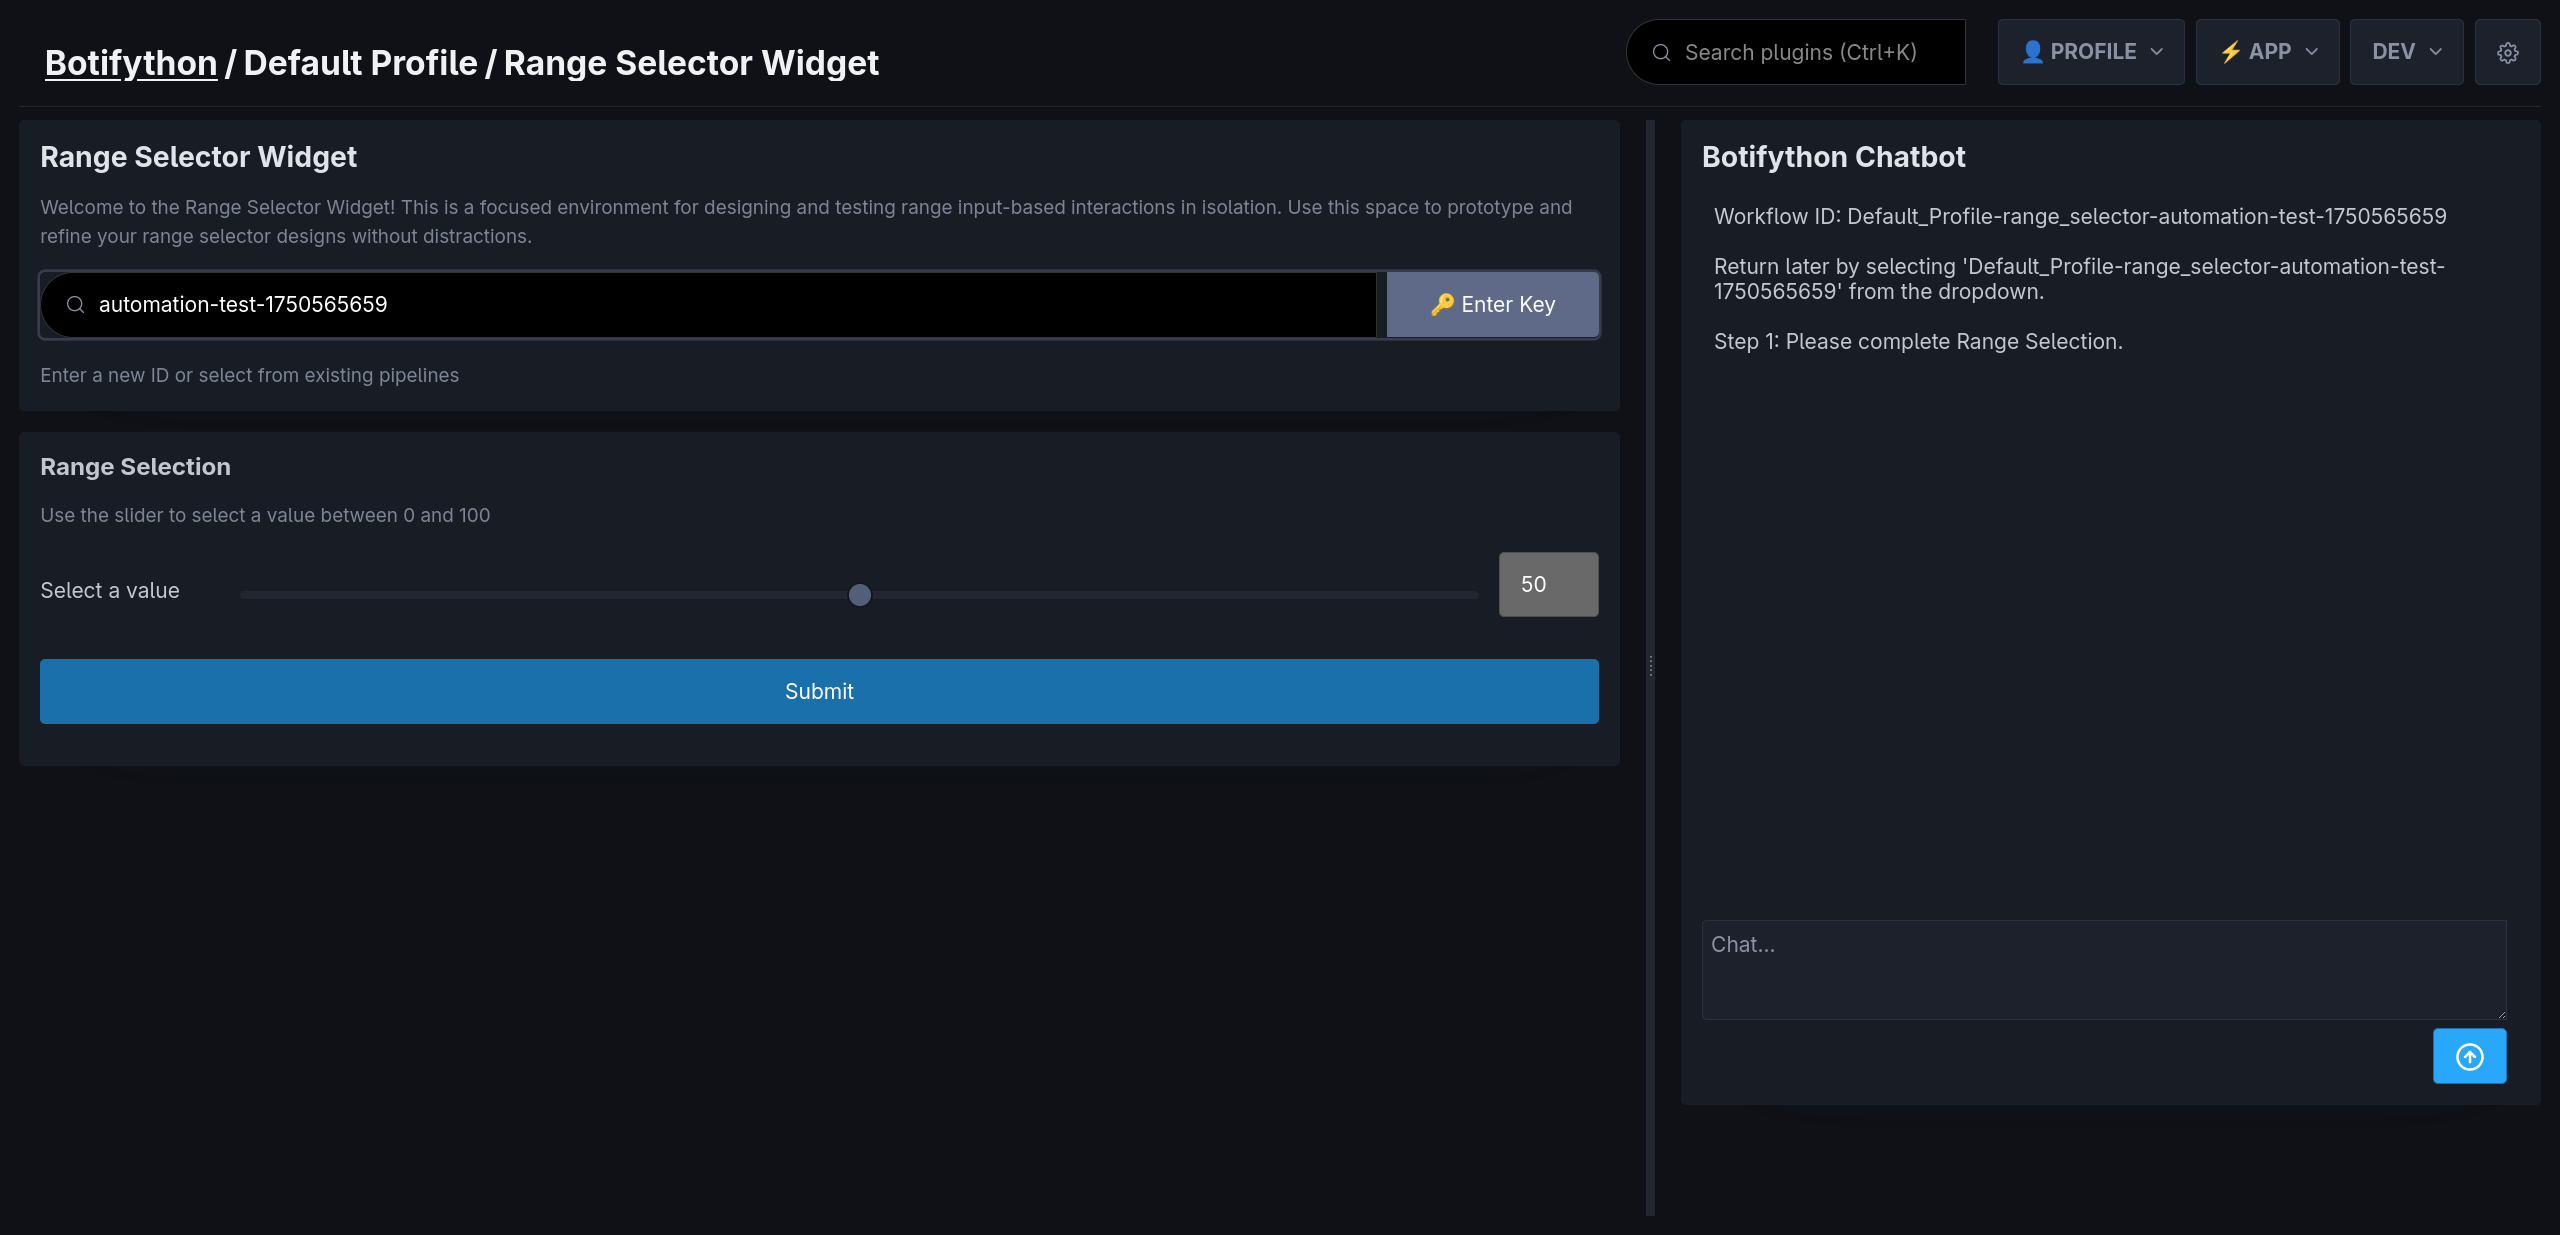 Botifython / Default Profile / Range Selector Widget
Search plugins (Ctrl+K)
👤 PROFILE
⚡ APP
DEV
Range Selector Widget
Welcome to the Range Selector Widget! This is a focused environment for designing and testing range input-based interactions in isolation. Use this space to prototype and
refine your range selector designs without distractions.
automation-test-1750565659
🔑 Enter Key
Enter a new ID or select from existing pipelines
Range Selection
Use the slider to select a value between 0 and 100
Select a value
50
Submit
Botifython Chatbot
Workflow ID: Default_Profile-range_selector-automation-test-1750565659
Return later by selecting 'Default_Profile-range_selector-automation-test-
1750565659' from the dropdown.
Step 1: Please complete Range Selection.
Chat...